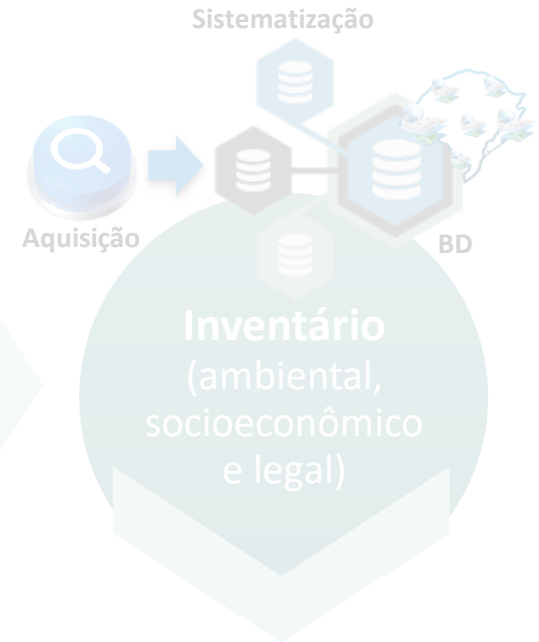 Sistematização
Aquisição
BD
Inventário
(ambiental,
socioeconômico
e legal)